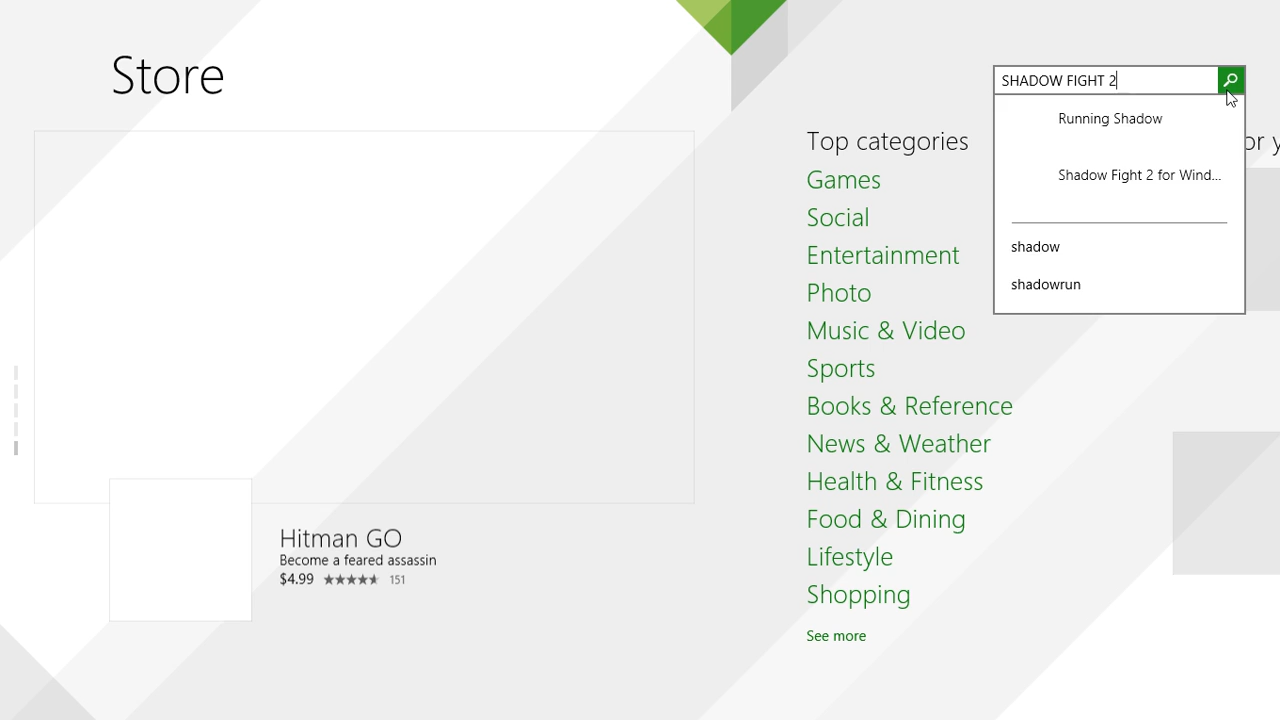 Store
SHADOW FIGHT 2
Running Shadow
Shadow Fight 2 for Wind...
shadow
shadowrun
Top categories
Games
Social
Entertainment
Photo
Music & Video
Sports
Books & Reference
News & Weather
Health & Fitness
Food & Dining
Lifestyle
Shopping
See more
or y
Hitman GO
Become a feared assassin
$4.99 ★★★★★ 151